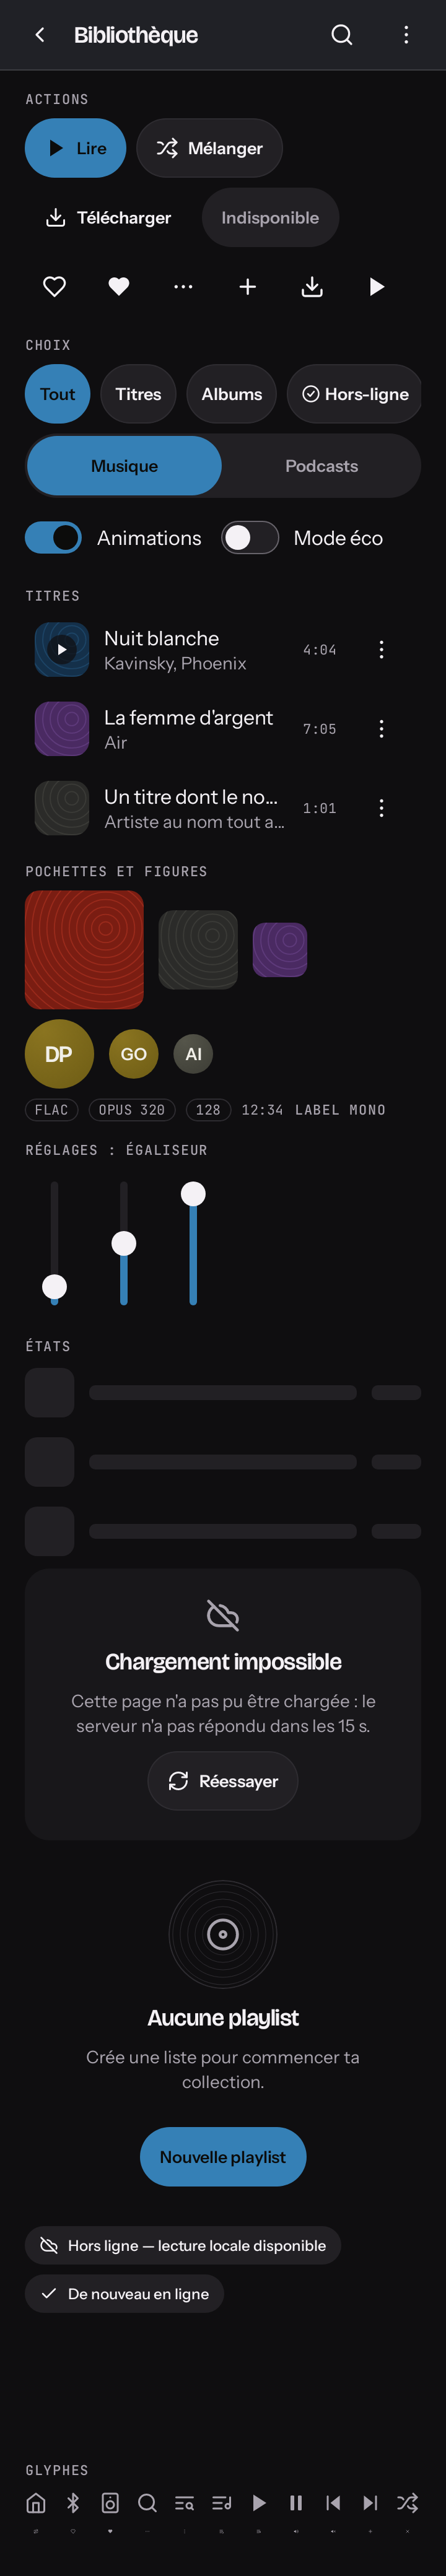 Bibliothèque
ACTIONS
Lire
Mélanger
Télécharger
Indisponible
CHOIX
Tout
Titres
Albums
Hors-ligne
Musique
Podcasts
Animations
Mode éco
TITRES
Nuit blanche
Kavinsky, Phoenix
4:04
La femme d'argent
Air
7:05
Un titre dont le no…
Artiste au nom tout a…
1:01
POCHETTES ET FIGURES
DP
GO
AI
FLAC
OPUS 320
128
12:34
LABEL MONO
RÉGLAGES : ÉGALISEUR
ÉTATS
Chargement impossible
Cette page n'a pas pu être chargée : le
serveur n'a pas répondu dans les 15 s.
Réessayer
Aucune playlist
Crée une liste pour commencer ta
collection.
Nouvelle playlist
Hors ligne — lecture locale disponible
De nouveau en ligne
GLYPHES